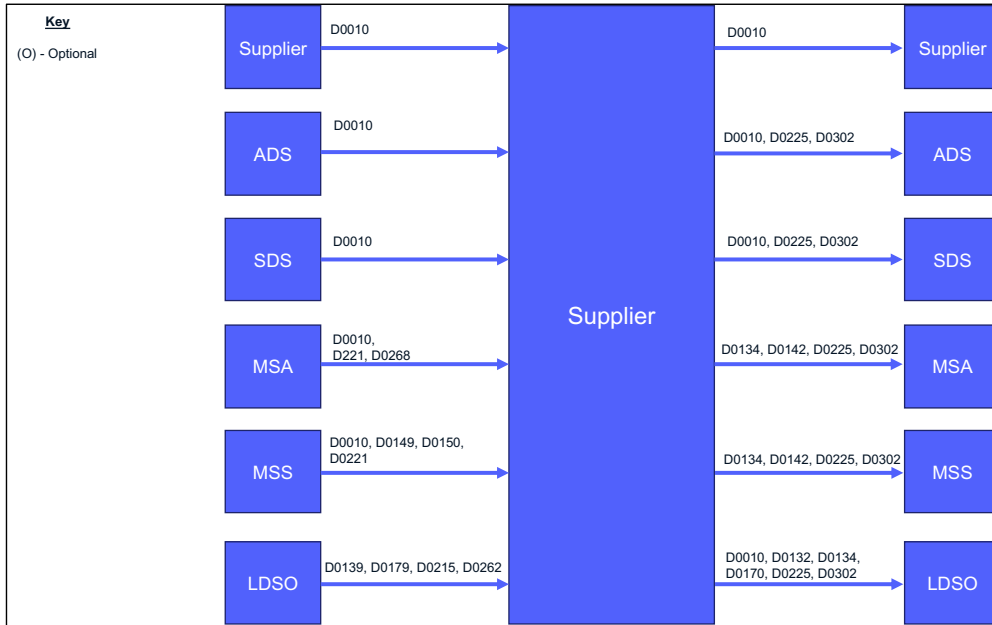 Key
(O) - Optional
Supplier
D0010
D0010
Supplier
ADS
D0010
D0010, D0225, D0302
ADS
SDS
D0010
D0010, D0225, D0302
SDS
Supplier
MSA
D0010,
D221, D0268
D0134, D0142, D0225, D0302
MSA
MSS
D0010, D0149, D0150,
D0221
D0134, D0142, D0225, D0302
MSS
LDSO
D0139, D0179, D0215, D0262
D0010, D0132, D0134,
D0170, D0225, D0302
LDSO